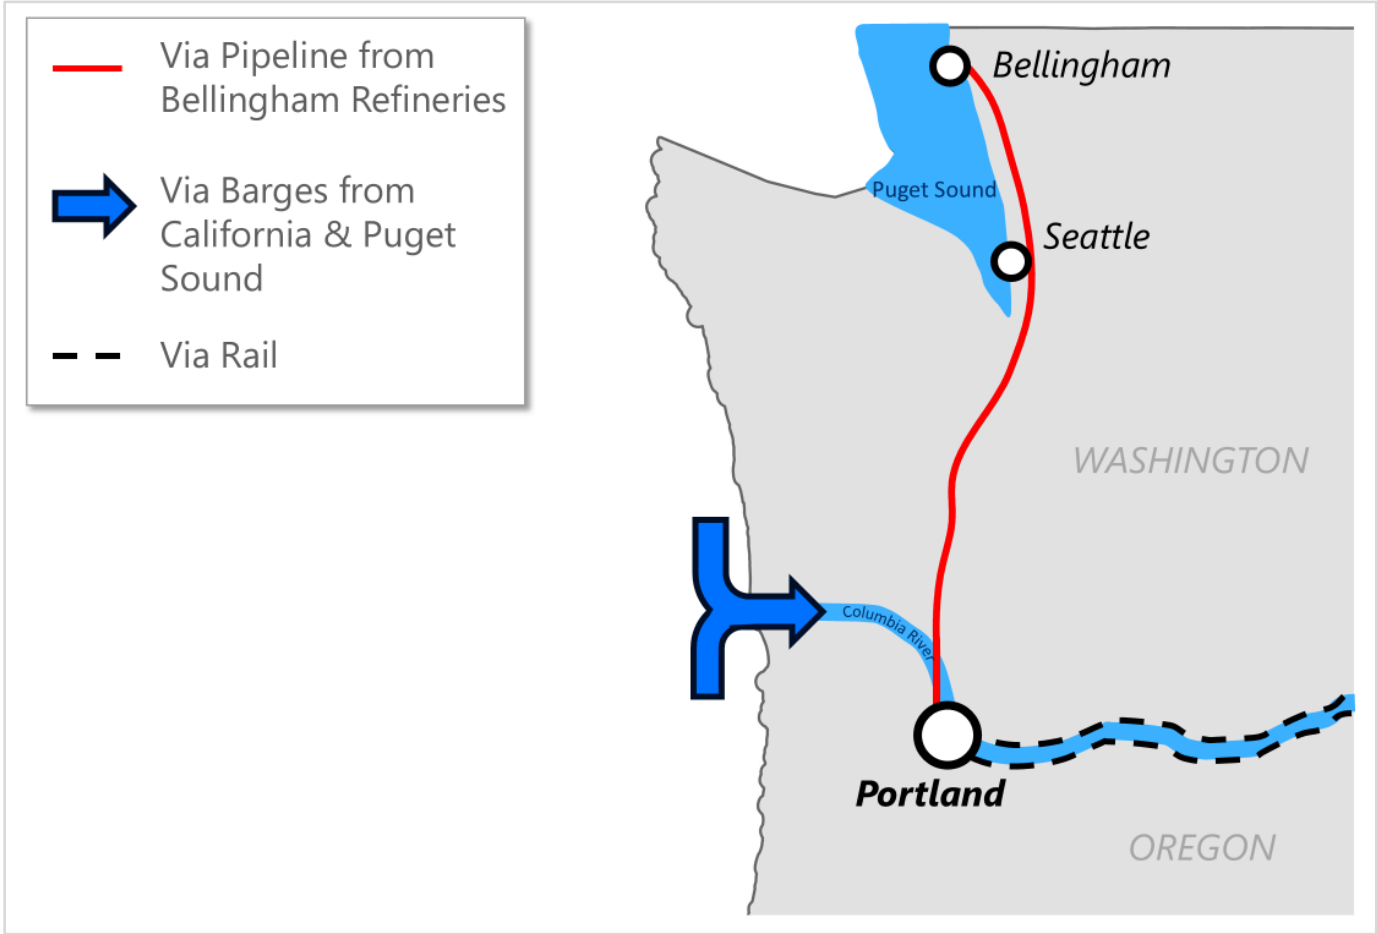 Via Pipeline from
Bellingham Refineries
Via Barges from
California & Puget
Sound
Via Rail
Bellingham
Puget Sound
Seattle
WASHINGTON
Columbia River
Portland
OREGON